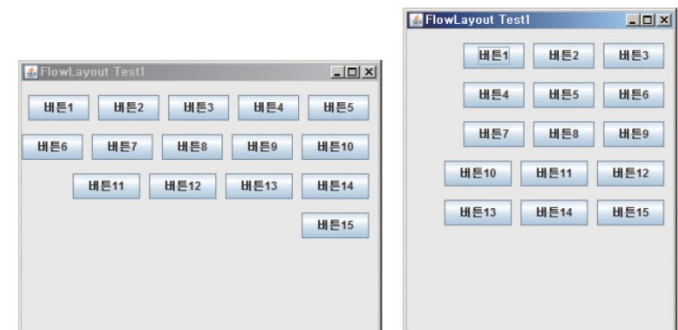 FlowLayout Test1
버튼1 버튼2 버튼3 버튼4 버튼5
버튼6 버튼7 버튼8 버튼9 버튼10
버튼11 버튼12 버튼13 버튼14
버튼15
FlowLayout Test1
버튼1 버튼2 버튼3
버튼4 버튼5 버튼6
버튼7 버튼8 버튼9
버튼10 버튼11 버튼12
버튼13 버튼14 버튼15